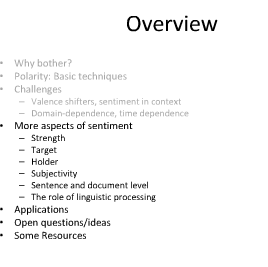 Overview
• Why bother?
• Polarity: Basic techniques
• Challenges
– Valence shifters, sentiment in context
– Domain-dependence, time dependence
• More aspects of sentiment
– Strength
– Target
– Holder
– Subjectivity
– Sentence and document level
– The role of linguistic processing
• Applications
• Open questions/ideas
• Some Resources